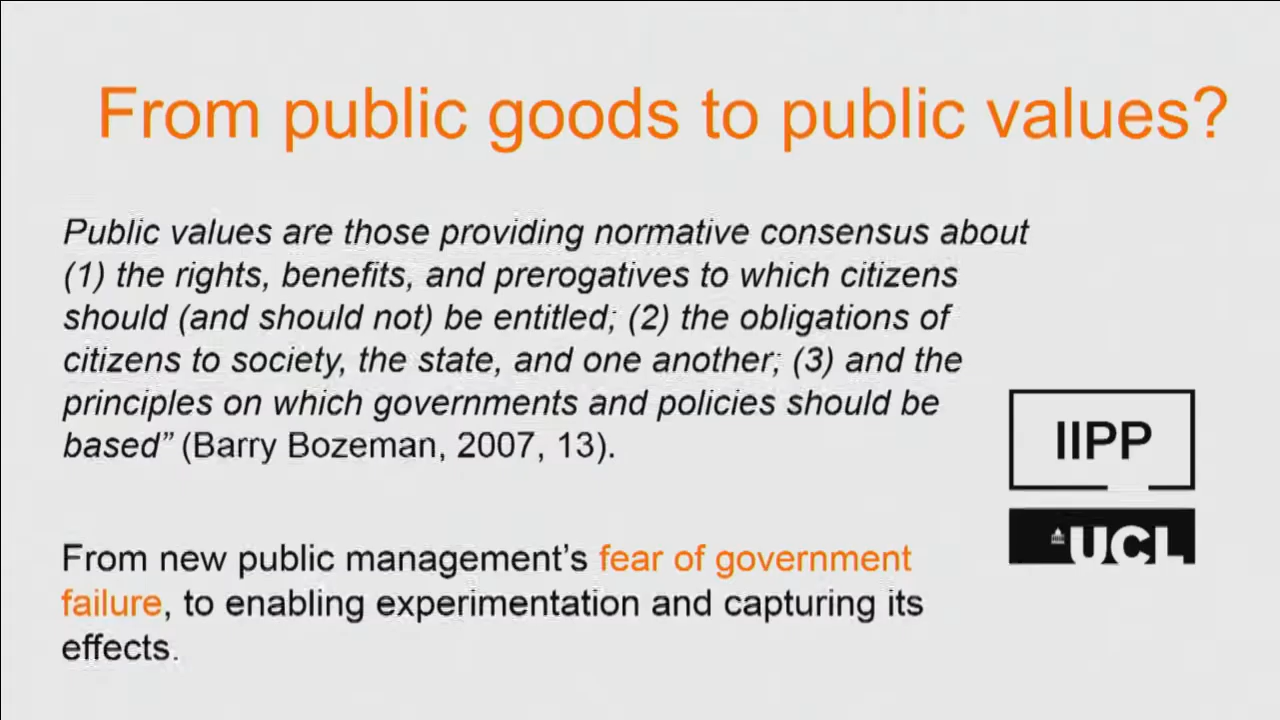 From public goods to public values?
Public values are those providing normative consensus about
(1) the rights, benefits, and prerogatives to which citizens
should (and should not) be entitled; (2) the obligations of
citizens to society, the state, and one another; (3) and the
principles on which governments and policies should be
based” (Barry Bozeman, 2007, 13).
IIPP
UCL
From new public management’s fear of government
failure, to enabling experimentation and capturing its
effects.